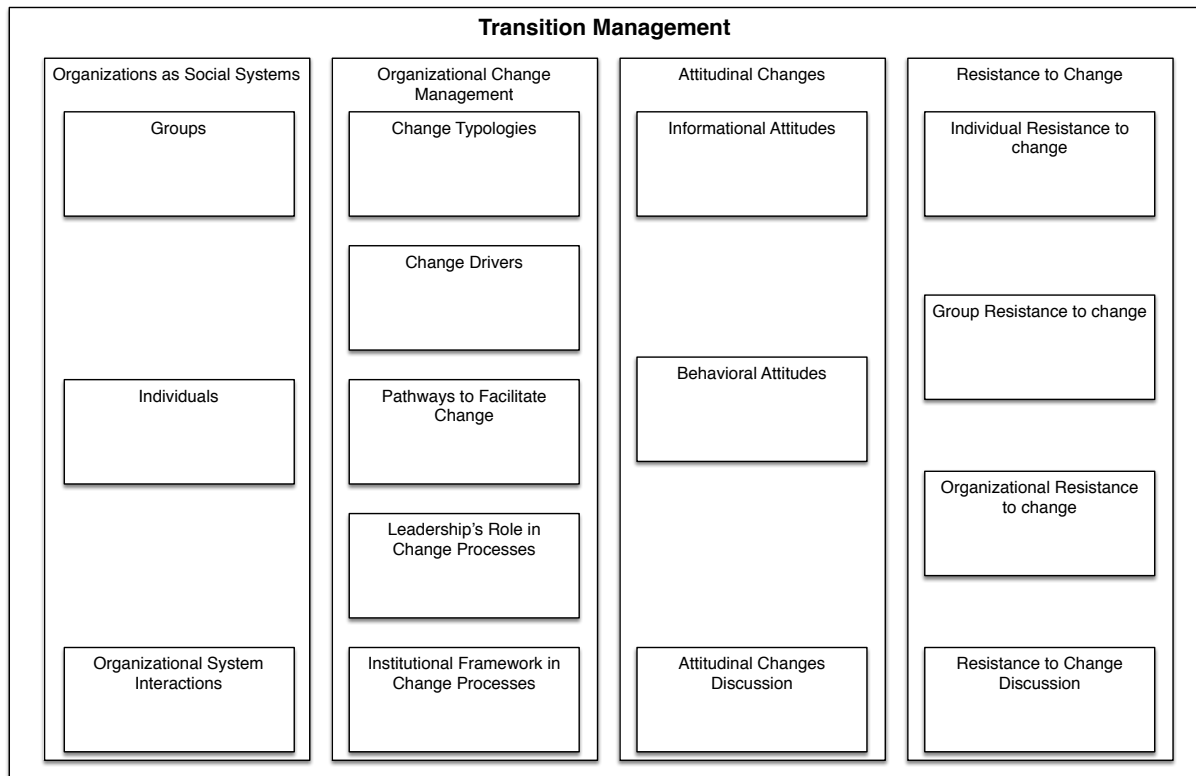 Transition Management
Organizations as Social Systems
Groups
Individuals
Organizational System
Interactions
Organizational Change
Management
Change Typologies
Change Drivers
Pathways to Facilitate
Change
Leadership’s Role in
Change Processes
Institutional Framework in
Change Processes
Attitudinal Changes
Informational Attitudes
Behavioral Attitudes
Attitudinal Changes
Discussion
Resistance to Change
Individual Resistance to
change
Group Resistance to change
Organizational Resistance
to change
Resistance to Change
Discussion